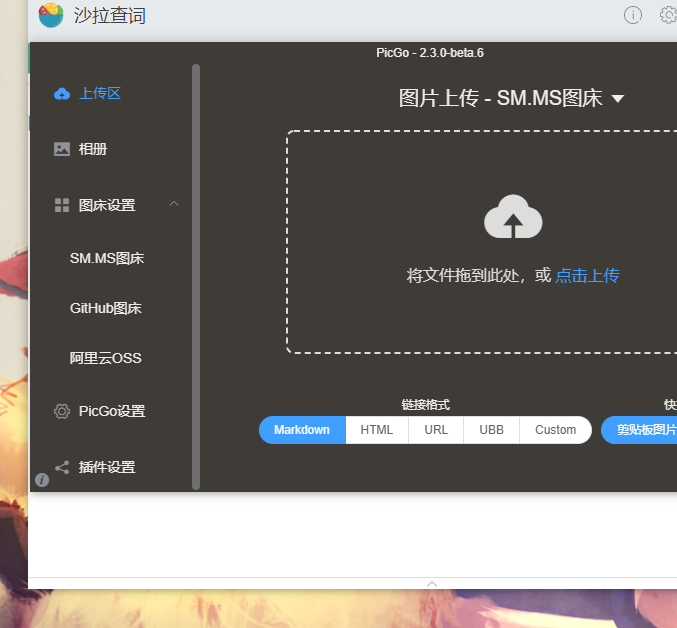 沙拉查词
PicGo - 2.3.0-beta.6
上传区
图片上传 - SM.MS图床
相册
图床设置
SM.MS图床
将文件拖到此处，或 点击上传
GitHub图床
阿里云OSS
链接格式
快
PicGo设置
Markdown HTML URL UBB Custom 剪贴板图片
插件设置